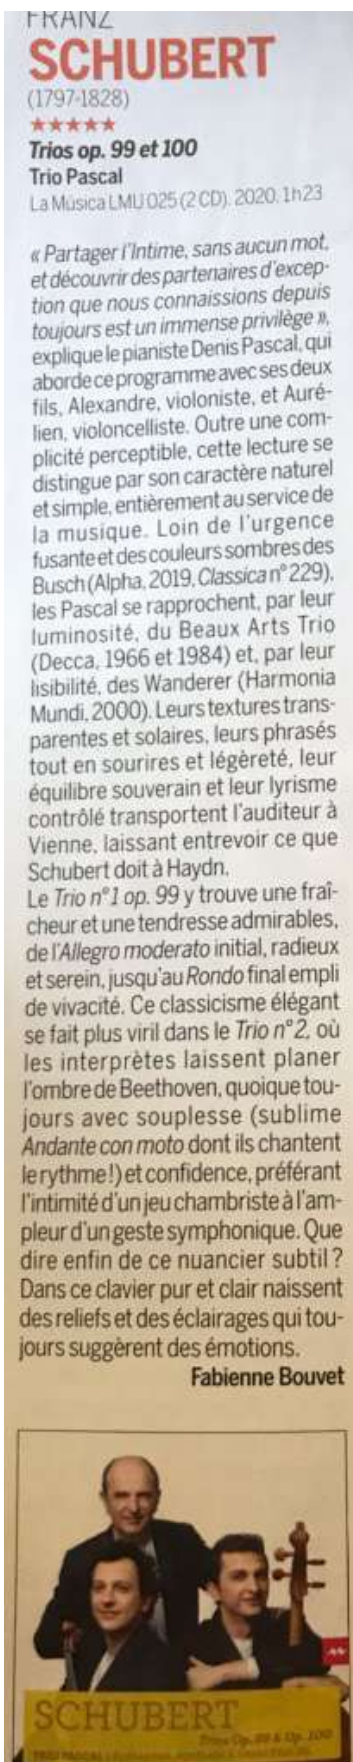 FRANZ
SCHUBERT
(1797-1828)
★★★★★
Trios op. 99 et 100
Trio Pascal
La Música LMU 025 (2 CD). 2020. 1h23
« Partager l'Intime, sans aucun mot,
et découvrir des partenaires d'excep-
tion que nous connaissions depuis
toujours est un immense privilège »,
explique le pianiste Denis Pascal, qui
aborde ce programme avec ses deux
fils, Alexandre, violoniste, et Auré-
lien, violoncelliste. Outre une com-
plicité perceptible, cette lecture se
distingue par son caractère naturel
et simple, entièrement au service de
la musique. Loin de l'urgence
fusante et des couleurs sombres des
Busch (Alpha, 2019, Classica n° 229),
les Pascal se rapprochent, par leur
luminosité, du Beaux Arts Trio
(Decca, 1966 et 1984) et, par leur
lisibilité, des Wanderer (Harmonia
Mundi, 2000). Leurs textures trans-
parentes et solaires, leurs phrasés
tout en sourires et légèreté, leur
équilibre souverain et leur lyrisme
contrôlé transportent l'auditeur à
Vienne, laissant entrevoir ce que
Schubert doit à Haydn.
Le Trio n° 1 op. 99 y trouve une fraî-
cheur et une tendresse admirables,
de l'Allegro moderato initial, radieux
et serein, jusqu'au Rondo final empli
de vivacité. Ce classicisme élégant
se fait plus viril dans le Trio n° 2, où
les interprètes laissent planer
l'ombre de Beethoven, quoique tou-
jours avec souplesse (sublime
Andante con moto dont ils chantent
le rythme !) et confidence, préférant
l'intimité d'un jeu chambriste à l'am-
pleur d'un geste symphonique. Que
dire enfin de ce nuancier subtil ?
Dans ce clavier pur et clair naissent
des reliefs et des éclairages qui tou-
jours suggèrent des émotions.
Fabienne Bouvet
SCHUBERT
Trios Op. 99 & Op. 100
TRIO PASCAL